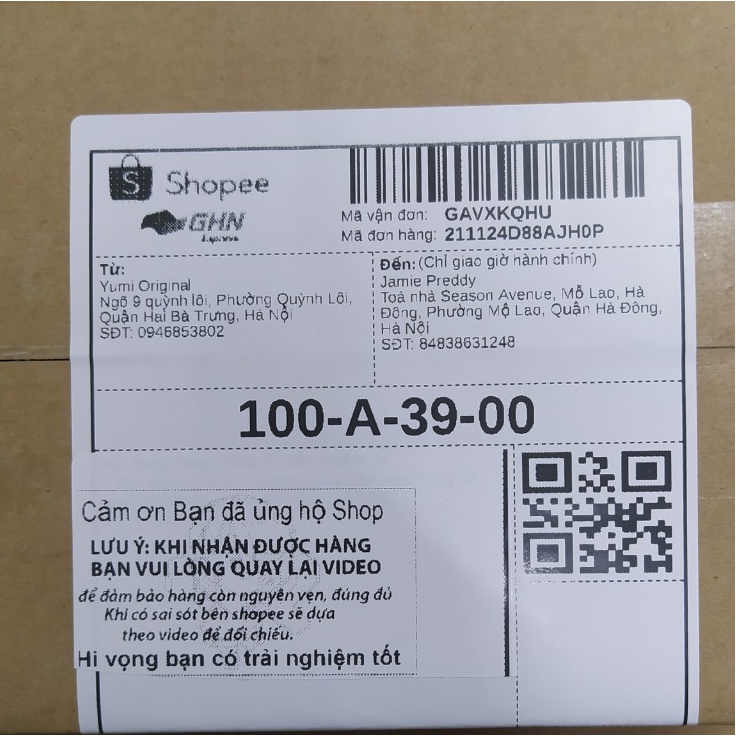 Shopee
GHN
Express
Mã vận đơn: GAVXKQHU
Mã đơn hàng: 211124D88AJH0P
Từ:
Yumi Original
Ngõ 9 quỳnh lôi, Phường Quỳnh Lôi,
Quận Hai Bà Trưng, Hà Nội
SĐT: 0946853802
Đến: (Chỉ giao giờ hành chính)
Jamie Preddy
Toà nhà Season Avenue, Mỗ Lao, Hà
Đông, Phường Mộ Lao, Quận Hà Đông,
Hà Nội
SĐT: 84838631248
100-A-39-00
Cảm ơn Bạn đã ủng hộ Shop
LƯU Ý: KHI NHẬN ĐƯỢC HÀNG
BẠN VUI LÒNG QUAY LẠI VIDEO
để đảm bảo hàng còn nguyên vẹn, đúng đủ
Khi có sai sót bên shopee sẽ dựa
theo video để đối chiếu.
Hi vọng bạn có trải nghiệm tốt